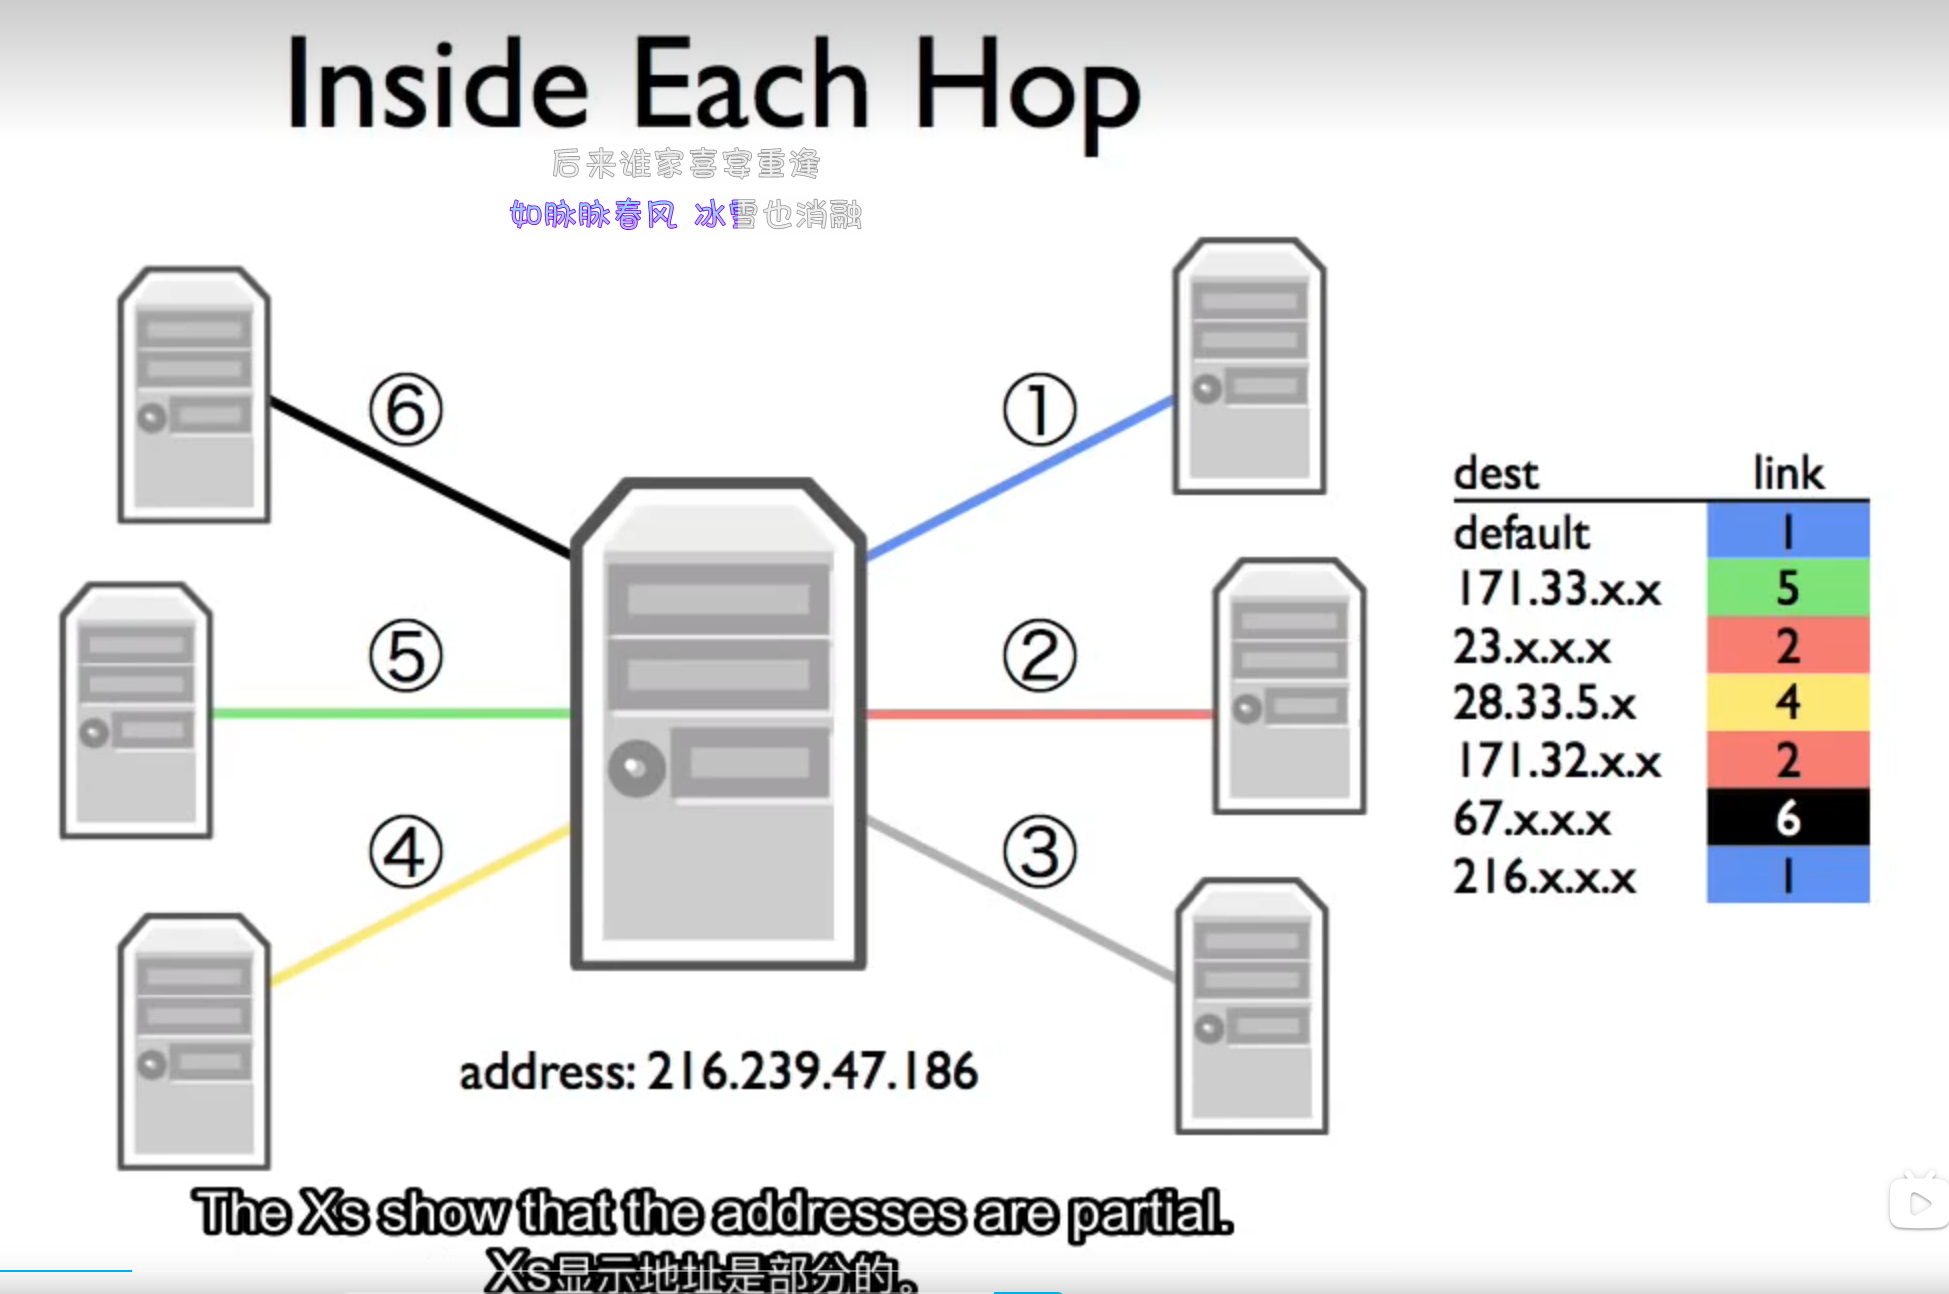 Inside Each Hop
后来谁家喜宴重逢
如脉脉春风 冰雪也消融
⑥
①
⑤
②
④
③
dest link
default 1
171.33.x.x 5
23.x.x.x 2
28.33.5.x 4
171.32.x.x 2
67.x.x.x 6
216.x.x.x 1
address: 216.239.47.186
The Xs show that the addresses are partial.
Xs显示地址是部分的。